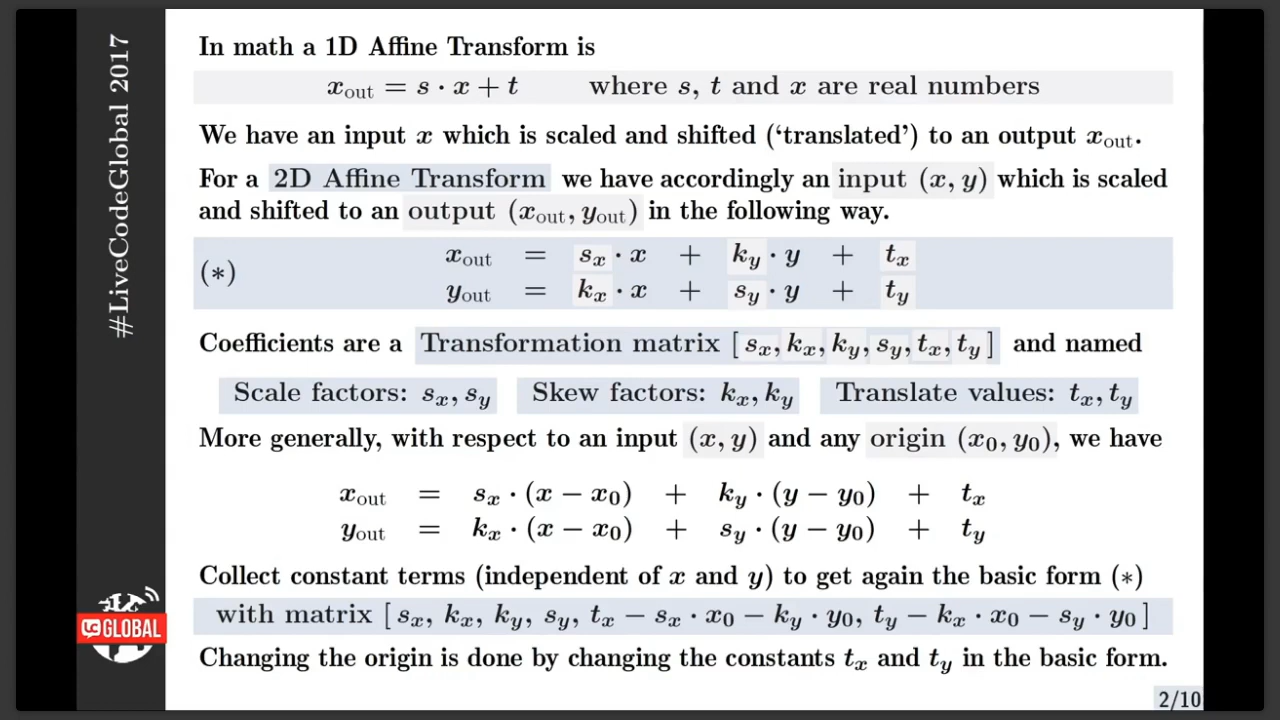 #LiveCodeGlobal 2017
In math a 1D Affine Transform is
x_out = s · x + t where s, t and x are real numbers
We have an input x which is scaled and shifted (‘translated’) to an output x_out.
For a 2D Affine Transform we have accordingly an input (x, y) which is scaled
and shifted to an output (x_out, y_out) in the following way.
x_out = s_x · x + k_y · y + t_x
(*)
y_out = k_x · x + s_y · y + t_y
Coefficients are a Transformation matrix [s_x, k_x, k_y, s_y, t_x, t_y] and named
Scale factors: s_x, s_y Skew factors: k_x, k_y Translate values: t_x, t_y
More generally, with respect to an input (x, y) and any origin (x_0, y_0), we have
x_out = s_x · (x − x_0) + k_y · (y − y_0) + t_x
y_out = k_x · (x − x_0) + s_y · (y − y_0) + t_y
Collect constant terms (independent of x and y) to get again the basic form (*)
with matrix [s_x, k_x, k_y, s_y, t_x − s_x · x_0 − k_y · y_0, t_y − k_x · x_0 − s_y · y_0]
Changing the origin is done by changing the constants t_x and t_y in the basic form.
GLOBAL
2/10